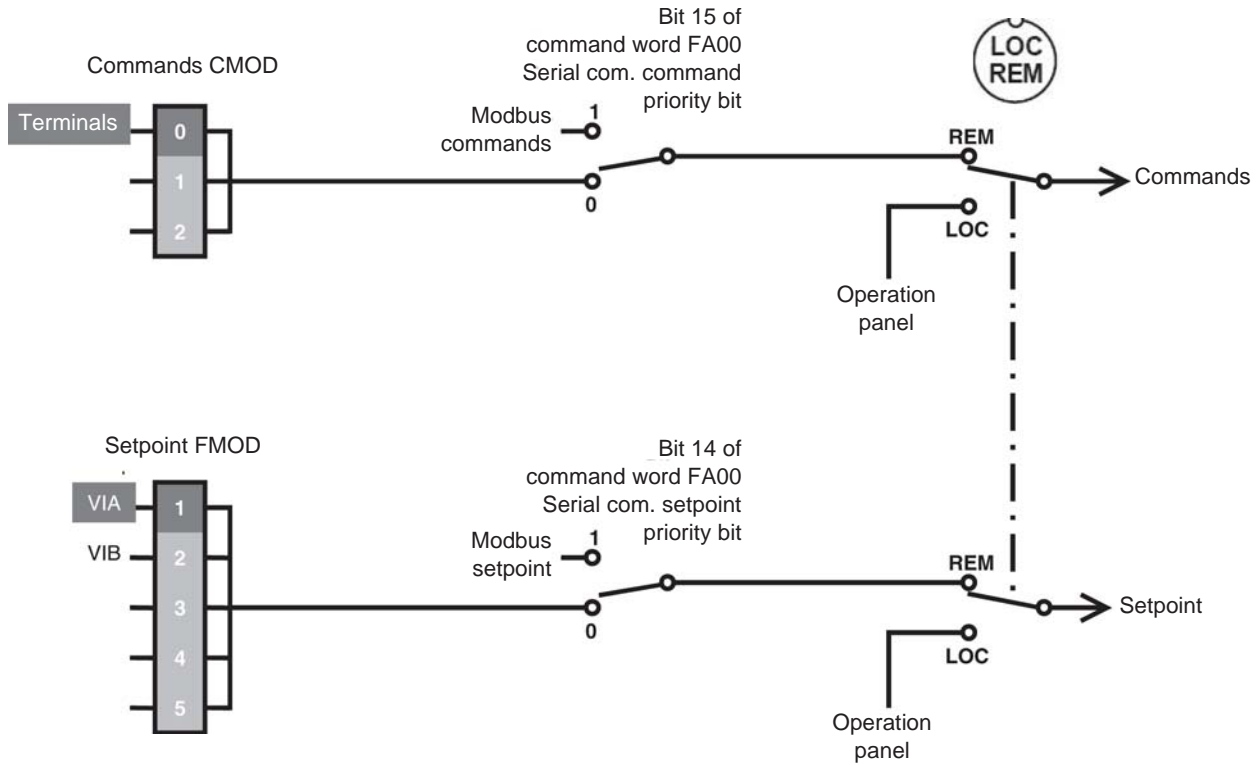 Bit 15 of
command word FA00
Serial com. command
priority bit
LOC
REM
Commands CMOD
Terminals
0
1
2
Modbus
commands
1
0
REM
LOC
Commands
Operation
panel
Setpoint FMOD
VIA
VIB
1
2
3
4
5
Bit 14 of
command word FA00
Serial com. setpoint
priority bit
Modbus
setpoint
1
0
REM
LOC
Setpoint
Operation
panel